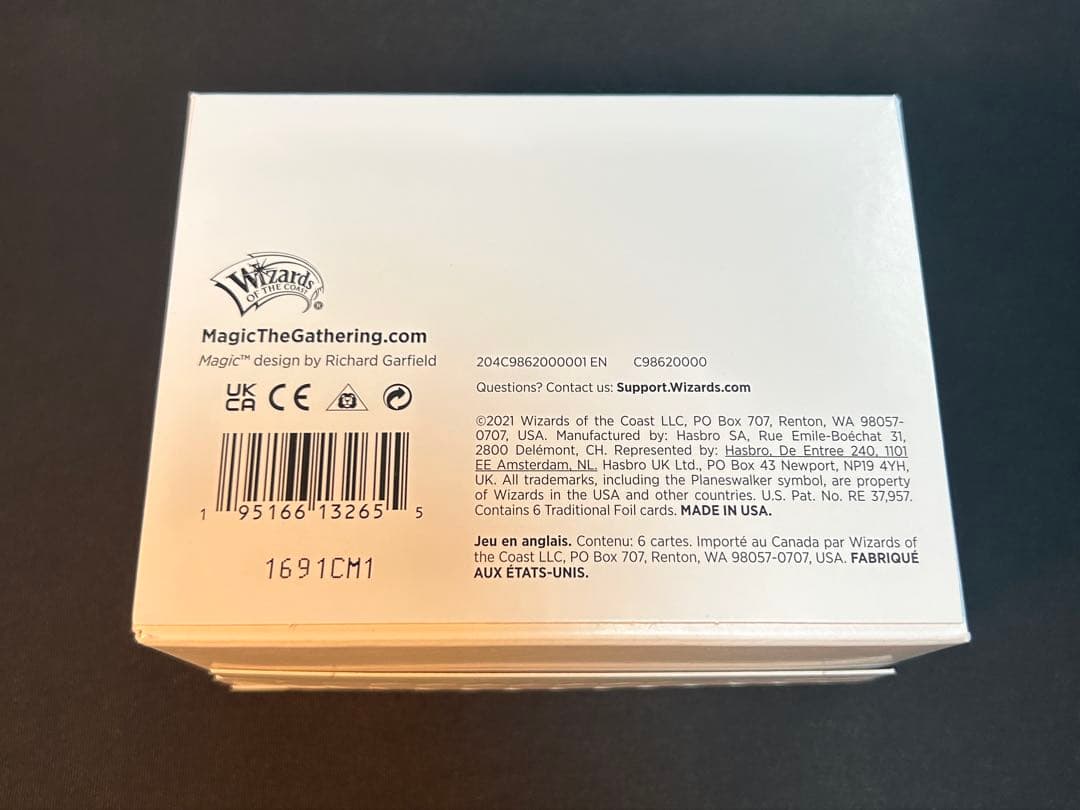 Wizards
OF THE COAST
MagicTheGathering.com
Magic™ design by Richard Garfield
UK
CA CE
1 95166 13265 5
1691CM1
204C9862000001 EN C98620000
Questions? Contact us: Support.Wizards.com
©2021 Wizards of the Coast LLC, PO Box 707, Renton, WA 98057-
0707, USA. Manufactured by: Hasbro SA, Rue Emile-Boéchat 31,
2800 Delémont, CH. Represented by: Hasbro, De Entree 240, 1101
EE Amsterdam, NL. Hasbro UK Ltd., PO Box 43 Newport, NP19 4YH,
UK. All trademarks, including the Planeswalker symbol, are property
of Wizards in the USA and other countries. U.S. Pat. No. RE 37,957.
Contains 6 Traditional Foil cards. MADE IN USA.
Jeu en anglais. Contenu: 6 cartes. Importé au Canada par Wizards of
the Coast LLC, PO Box 707, Renton, WA 98057-0707, USA. FABRIQUÉ
AUX ÉTATS-UNIS.